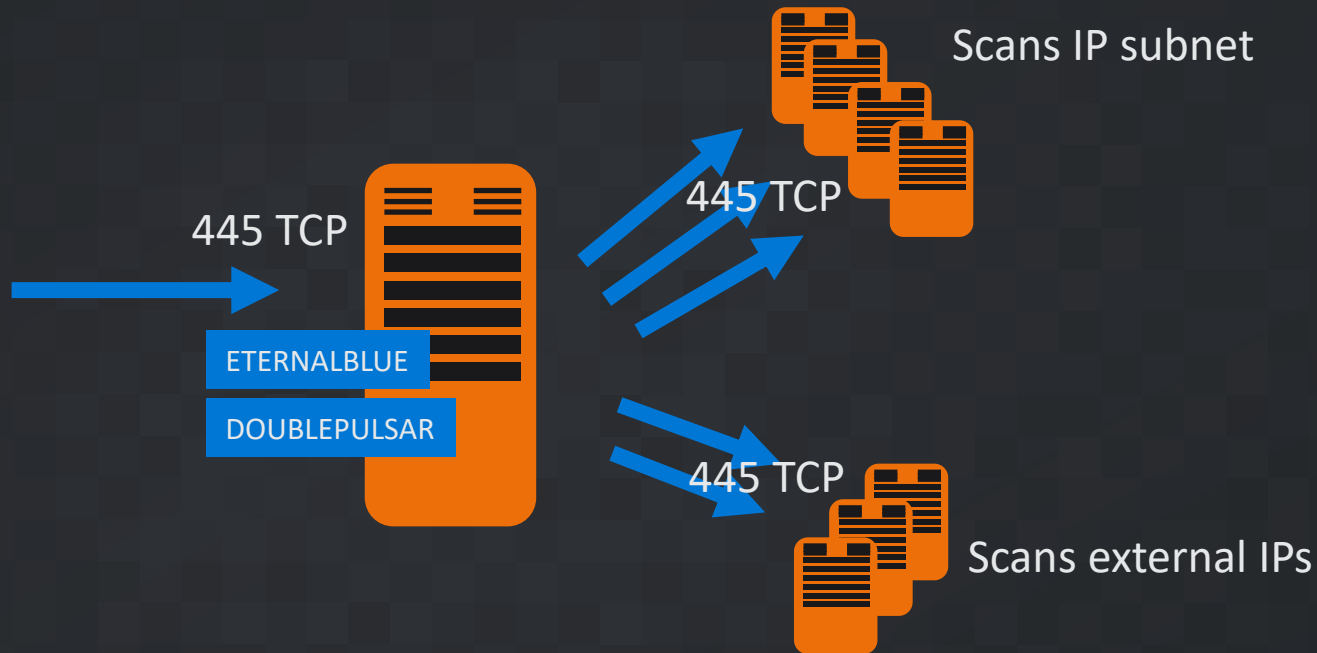 445 TCP
ETERNALBLUE
DOUBLEPULSAR
Scans IP subnet
445 TCP
445 TCP
Scans external IPs